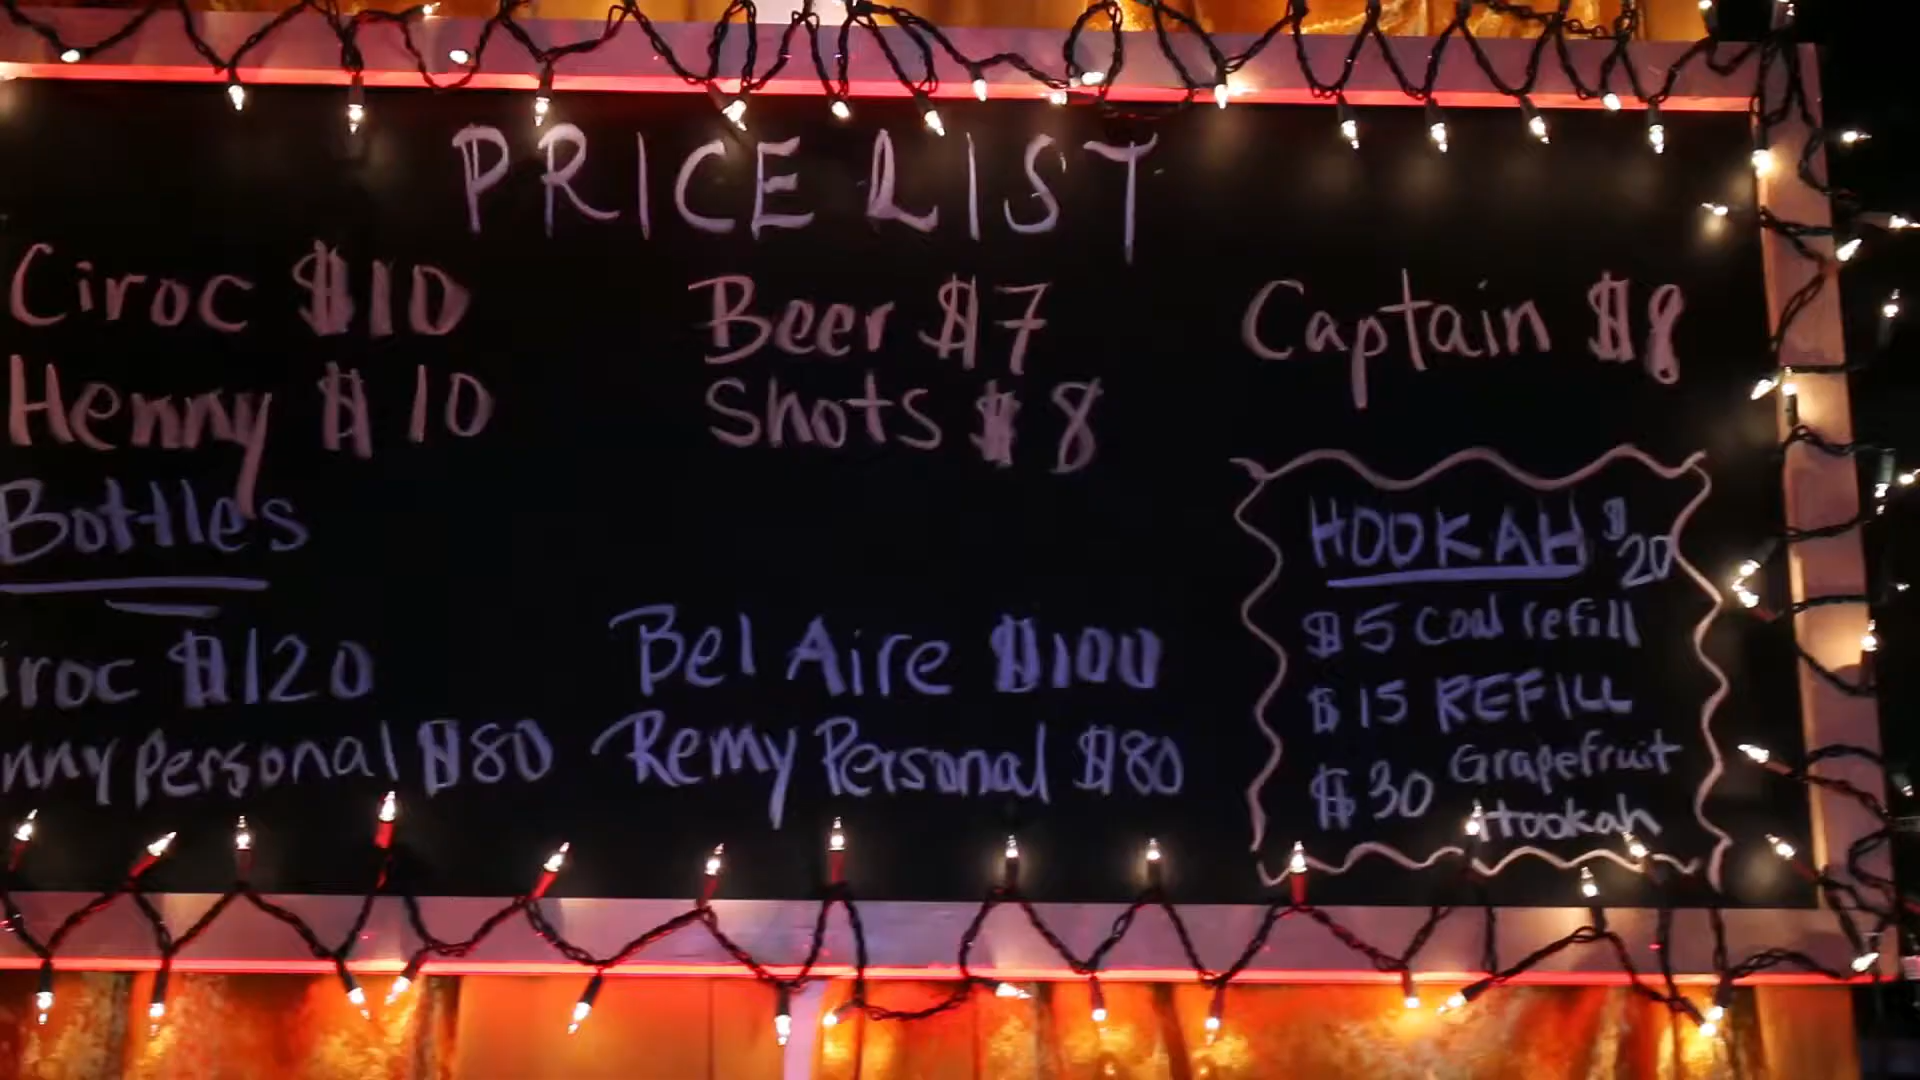 PRICE LIST
Ciroc $10
Henny $10
Beer $7
Shots $8
Captain $8
Bottles
iroc $120
nny Personal $80
Bel Aire $100
Remy Personal $80
HOOKAH $20
$5 Coal refill
$15 REFILL
$30 Grapefruit
Hookah